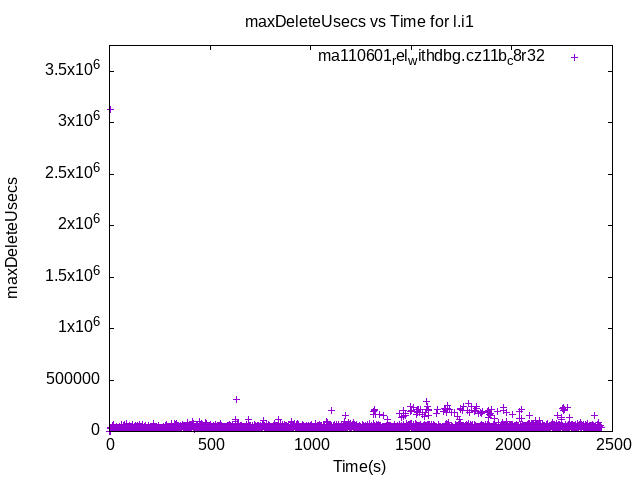 maxDeleteUsecs vs Time for l.i1
ma110601relwithdbg.cz11bc8r32
3.5x10^6
3x10^6
2.5x10^6
2x10^6
1.5x10^6
1x10^6
500000
0
maxDeleteUsecs
0 500 1000 1500 2000 2500
Time(s)